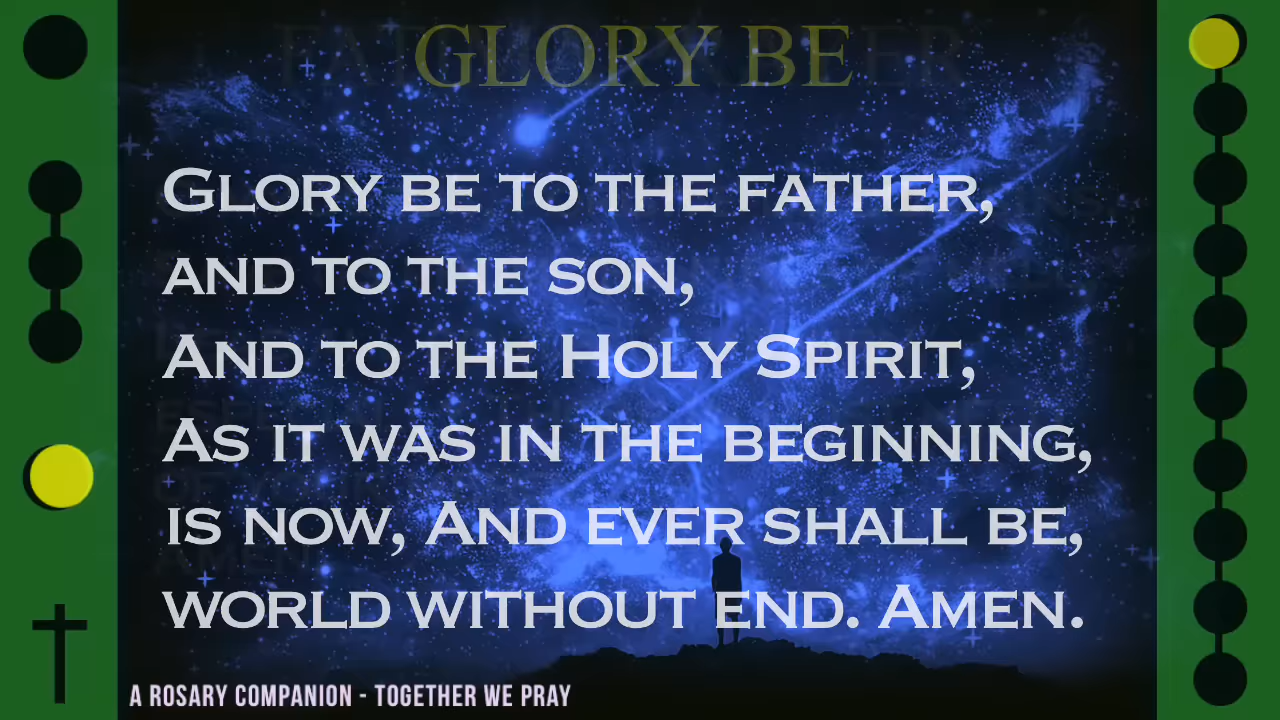 GLORY BE
GLORY BE TO THE FATHER,
AND TO THE SON,
AND TO THE HOLY SPIRIT,
AS IT WAS IN THE BEGINNING,
IS NOW, AND EVER SHALL BE,
WORLD WITHOUT END. AMEN.
A ROSARY COMPANION - TOGETHER WE PRAY